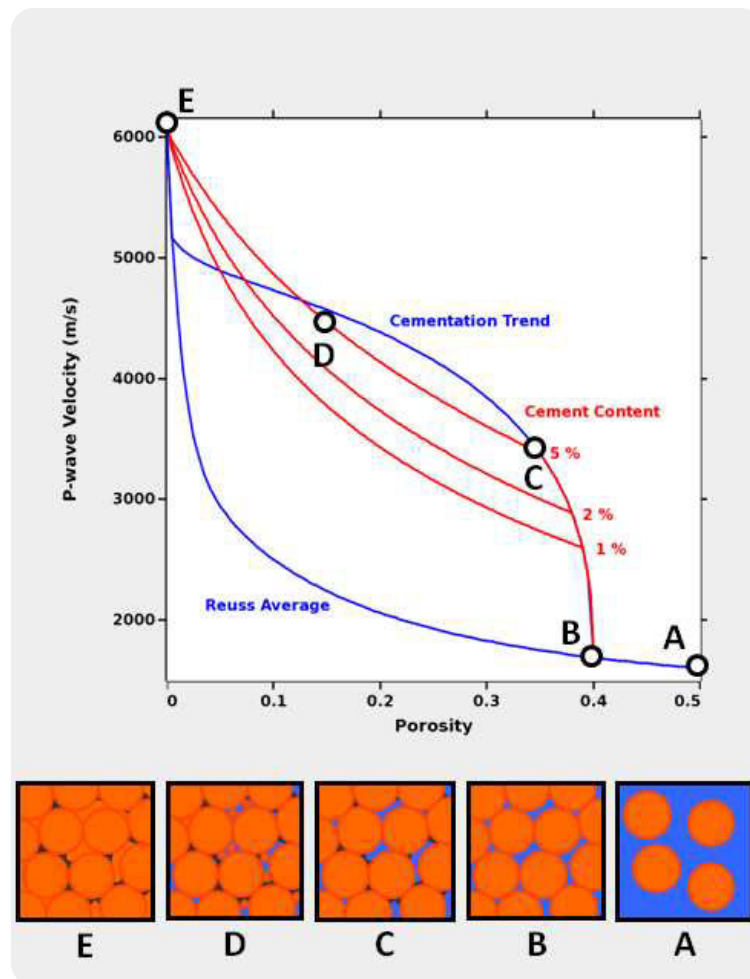 E
6000
5000
4000
3000
2000
P-wave Velocity (m/s)
Cementation Trend
D
Cement Content
5 %
C
2 %
1 %
Reuss Average
B
A
0 0.1 0.2 0.3 0.4 0.5
Porosity
E D C B A